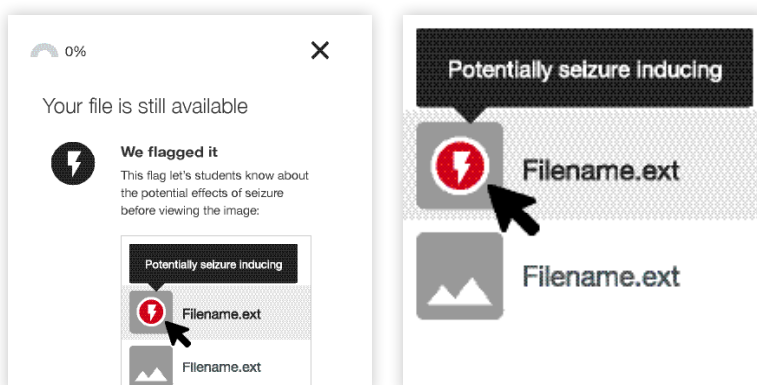 0%
Your file is still available
We flagged it
This flag let's students know about
the potential effects of seizure
before viewing the image:
Potentially seizure inducing
Filename.ext
Filename.ext
Potentially seizure inducing
Filename.ext
Filename.ext